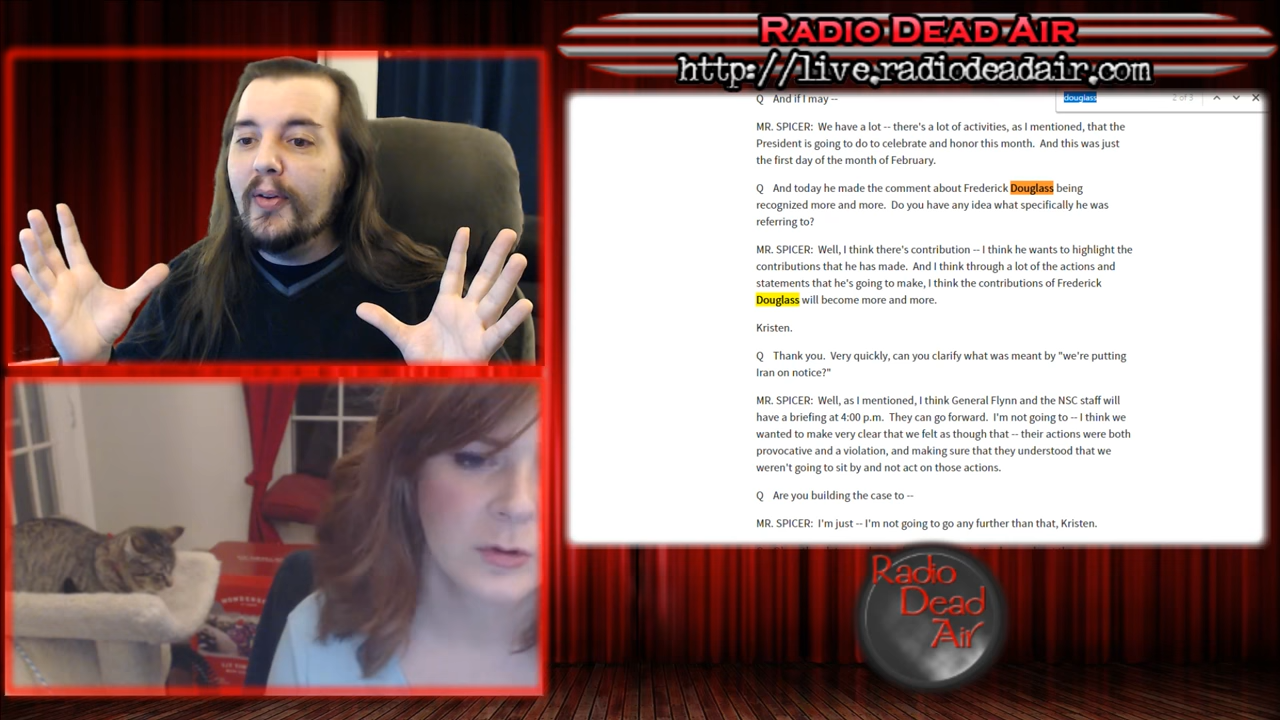 RADIO DEAD AIR
http://live.radiodeadair.com
douglass 2 of 3
Q And if I may --
MR. SPICER: We have a lot -- there's a lot of activities, as I mentioned, that the
President is going to do to celebrate and honor this month. And this was just
the first day of the month of February.
Q And today he made the comment about Frederick Douglass being
recognized more and more. Do you have any idea what specifically he was
referring to?
MR. SPICER: Well, I think there's contribution -- I think he wants to highlight the
contributions that he has made. And I think through a lot of the actions and
statements that he's going to make, I think the contributions of Frederick
Douglass will become more and more.
Kristen.
Q Thank you. Very quickly, can you clarify what was meant by "we're putting
Iran on notice?"
MR. SPICER: Well, as I mentioned, I think General Flynn and the NSC staff will
have a briefing at 4:00 p.m. They can go forward. I'm not going to -- I think we
wanted to make very clear that we felt as though that -- their actions were both
provocative and a violation, and making sure that they understood that we
weren't going to sit by and not act on those actions.
Q Are you building the case to --
MR. SPICER: I'm just -- I'm not going to go any further than that, Kristen.
Radio
Dead
Air